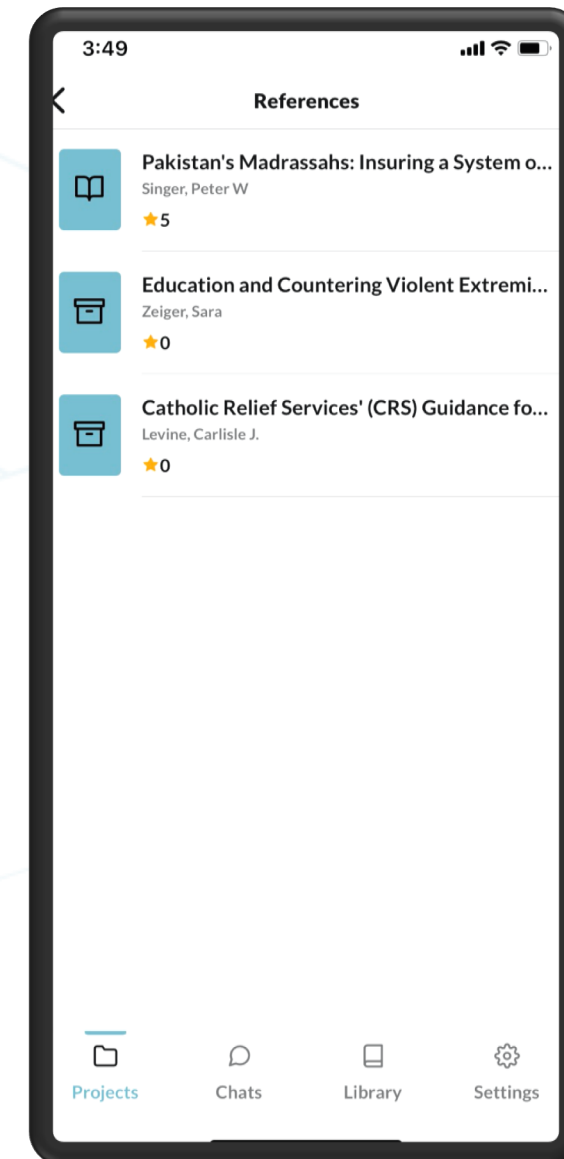 3:49
References
Pakistan's Madrassahs: Insuring a System o...
Singer, Peter W
5
Education and Countering Violent Extremi...
Zeiger, Sara
0
Catholic Relief Services' (CRS) Guidance fo...
Levine, Carlisle J.
0
Projects Chats Library Settings